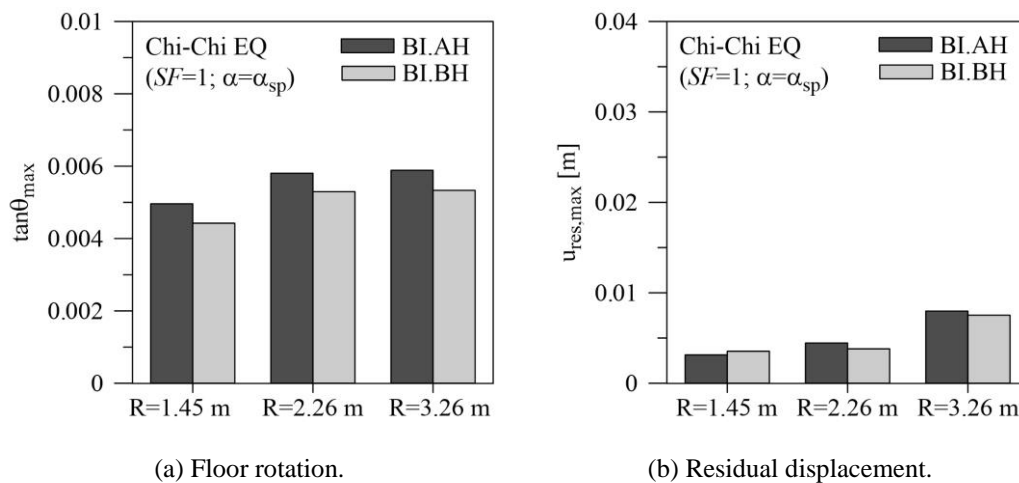 0.01
0.008
0.006
0.004
0.002
0
tanθmax
Chi-Chi EQ
(SF=1; α=αsp)
BI.AH
BI.BH
R=1.45 m R=2.26 m R=3.26 m
(a) Floor rotation.
0.04
0.03
0.02
0.01
0
ures,max [m]
Chi-Chi EQ
(SF=1; α=αsp)
BI.AH
BI.BH
R=1.45 m R=2.26 m R=3.26 m
(b) Residual displacement.